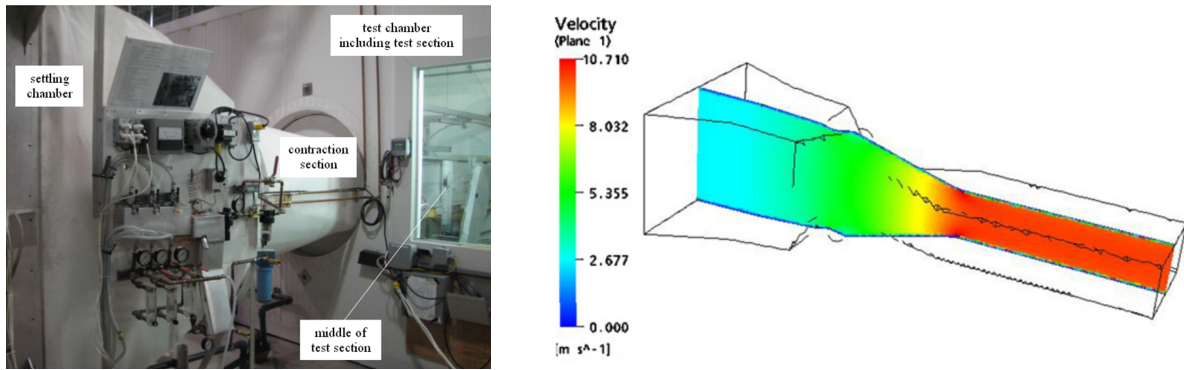 settling
chamber
test chamber
including test section
contraction
section
middle of
test section
Velocity
(Plane 1)
10.710
8.032
5.355
2.677
0.000
[m s^-1]